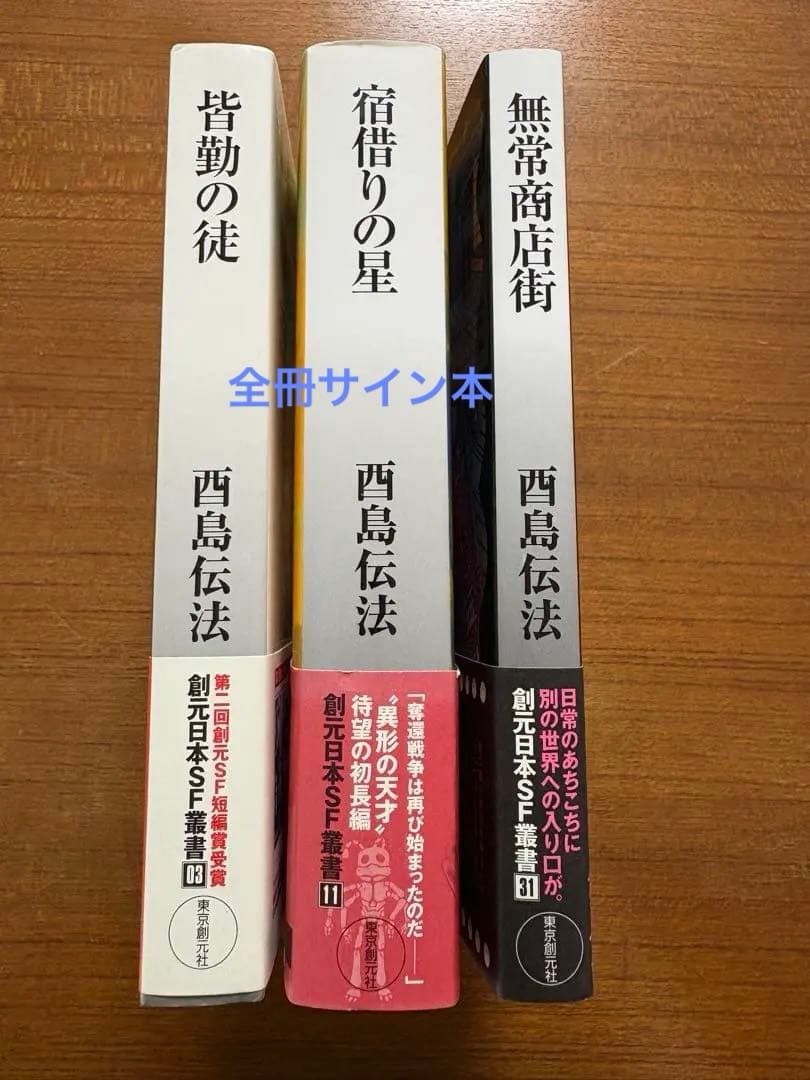 皆勤の徒
酉島伝法
第二回創元SF短編賞受賞
創元日本SF叢書 03
東京創元社
宿借りの星
酉島伝法
「奪還戦争は再び始まったのだ――」
“異形の天才”
待望の初長編
創元日本SF叢書 11
東京創元社
無常商店街
酉島伝法
日常のあちこちに
別の世界への入り口が。
創元日本SF叢書 31
東京創元社
全冊サイン本